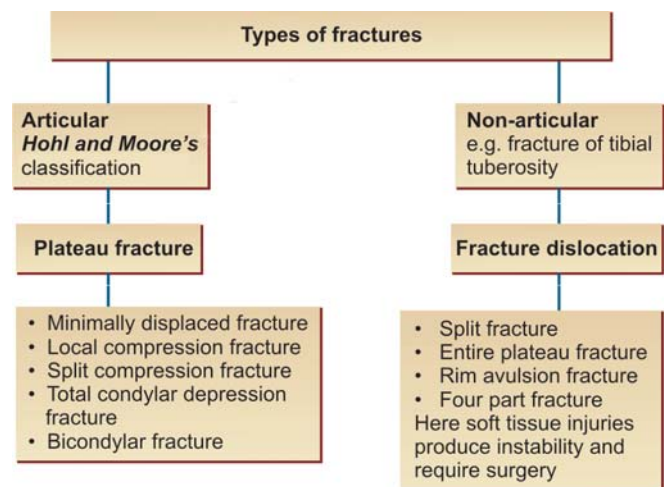 Types of fractures
Articular
Hohl and Moore's
classification
Non-articular
e.g. fracture of tibial
tuberosity
Plateau fracture
Fracture dislocation
• Minimally displaced fracture
• Local compression fracture
• Split compression fracture
• Total condylar depression
fracture
• Bicondylar fracture
• Split fracture
• Entire plateau fracture
• Rim avulsion fracture
• Four part fracture
Here soft tissue injuries
produce instability and
require surgery